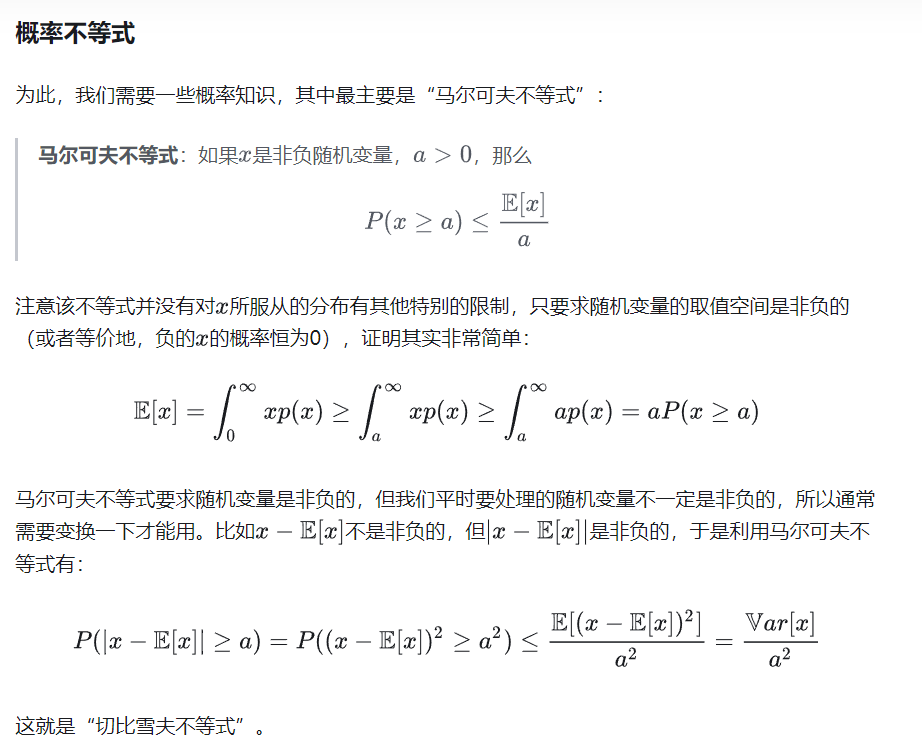 概率不等式
为此，我们需要一些概率知识，其中最主要是“马尔可夫不等式”：
马尔可夫不等式：如果$x$是非负随机变量，$a > 0$，那么
$$P(x \geq a) \leq \frac{\mathbb{E}[x]}{a}$$
注意该不等式并没有对$x$所服从的分布有其他特别的限制，只要求随机变量的取值空间是非负的
（或者等价地，负的$x$的概率恒为0），证明其实非常简单：
$$\mathbb{E}[x] = \int_0^\infty xp(x) \geq \int_a^\infty xp(x) \geq \int_a^\infty ap(x) = aP(x \geq a)$$
马尔可夫不等式要求随机变量是非负的，但我们平时要处理的随机变量不一定是非负的，所以通常
需要变换一下才能用。比如$x - \mathbb{E}[x]$不是非负的，但$|x - \mathbb{E}[x]|$是非负的，于是利用马尔可夫不
等式有：
$$P(|x - \mathbb{E}[x]| \geq a) = P((x - \mathbb{E}[x])^2 \geq a^2) \leq \frac{\mathbb{E}[(x - \mathbb{E}[x])^2]}{a^2} = \frac{\mathbb{V}ar[x]}{a^2}$$
这就是“切比雪夫不等式”。